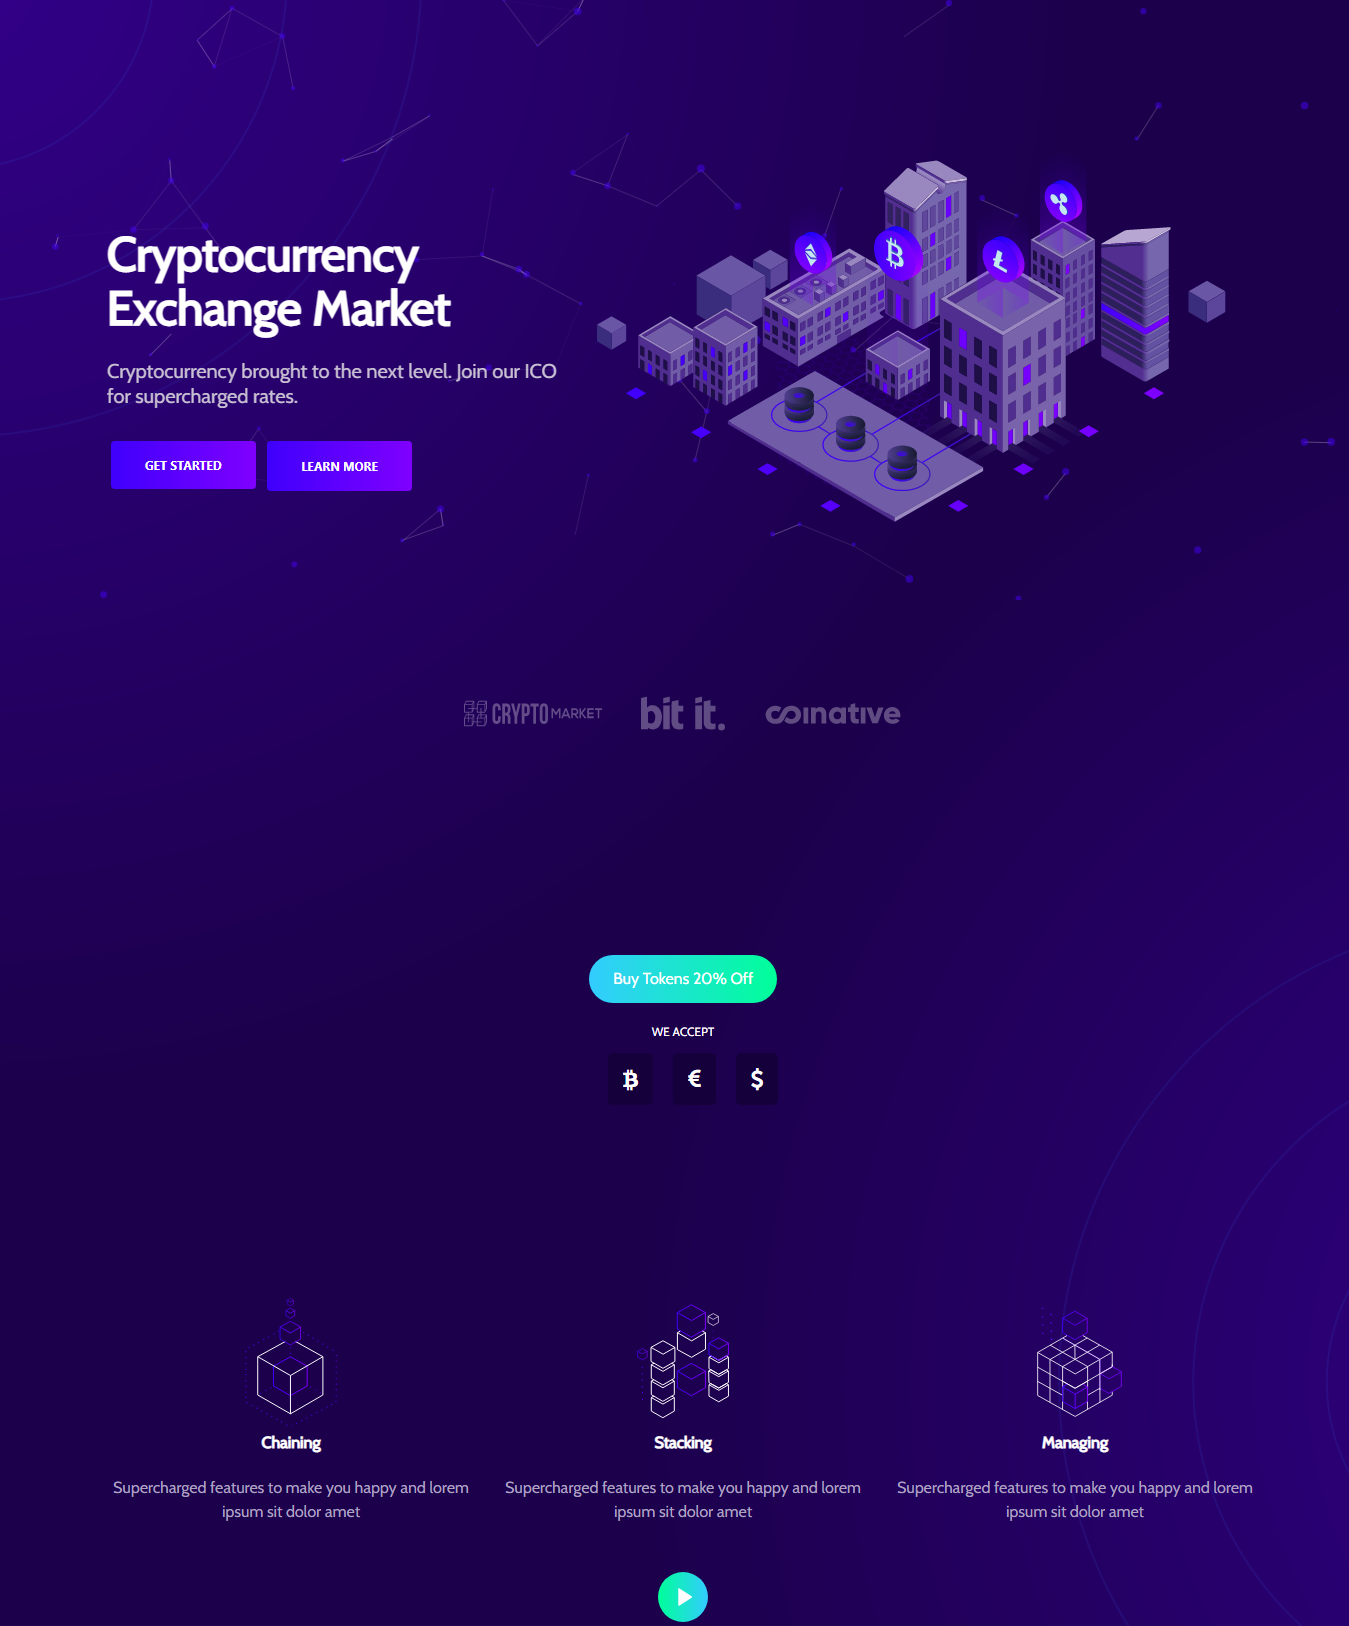 Cryptocurrency
Exchange Market
Cryptocurrency brought to the next level. Join our ICO
for supercharged rates.
GET STARTED
LEARN MORE
CRYPTO MARKET
bit it.
coinative
Buy Tokens 20% Off
WE ACCEPT
€
$
Chaining
Stacking
Managing
Supercharged features to make you happy and lorem
ipsum sit dolor amet
Supercharged features to make you happy and lorem
ipsum sit dolor amet
Supercharged features to make you happy and lorem
ipsum sit dolor amet